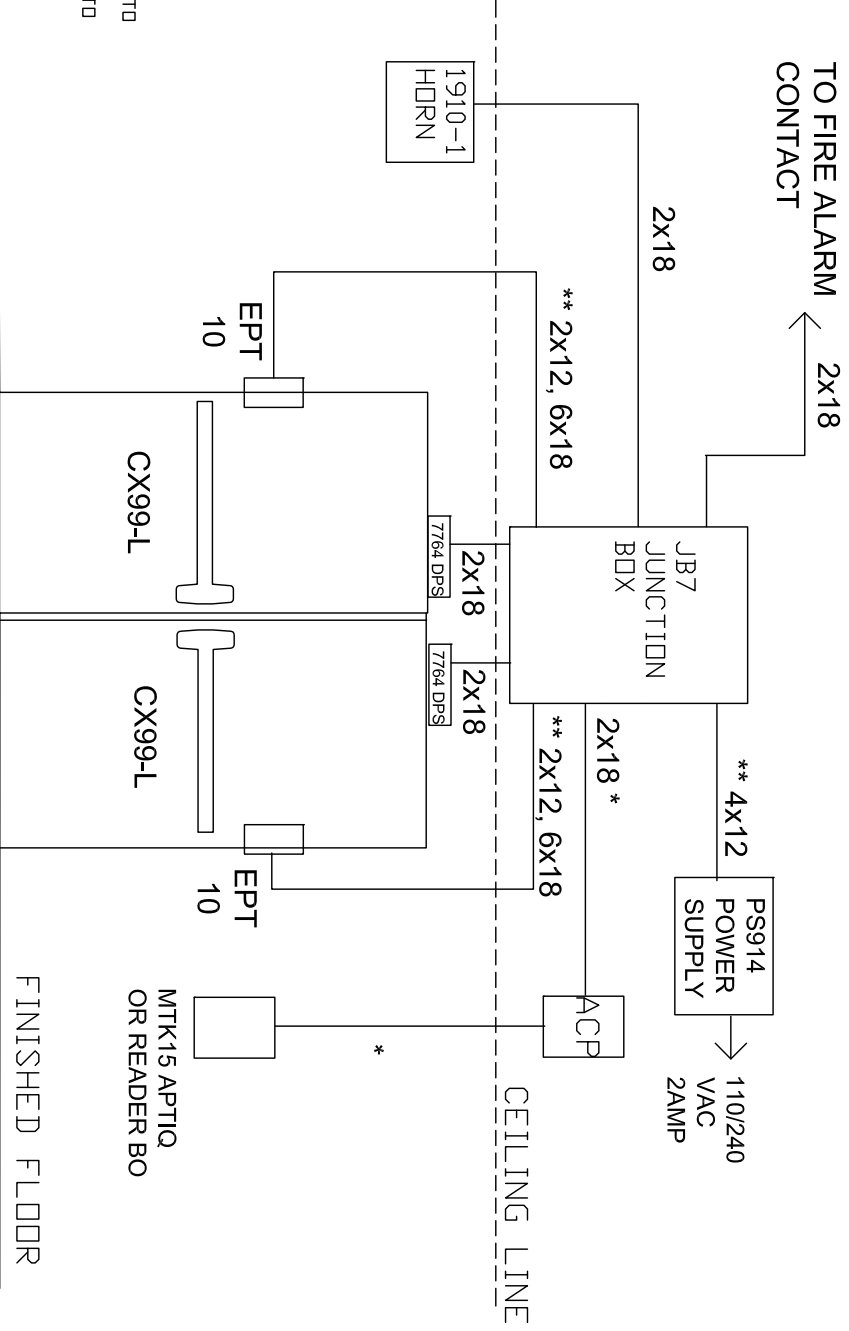 TO FIRE ALARM
CONTACT
2x18
1910-1
HORN
2x18
** 2x12, 6x18
JB7
JUNCTION
BOX
** 4x12
PS914
POWER
SUPPLY
110/240
VAC
2AMP
2x18 *
ACP
** 2x12, 6x18
CEILING LINE
2x18
7764 DPS
2x18
7764 DPS
EPT
10
EPT
10
CX99-L
CX99-L
*
MTK15 APTIQ
OR READER BO
FINISHED FLOOR
TO
TO